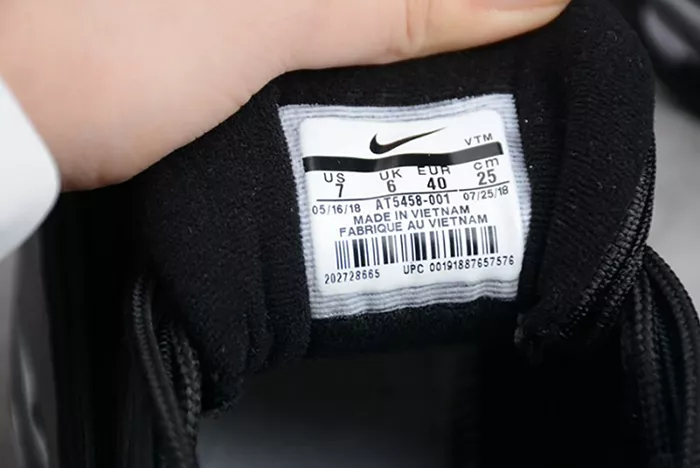 VTM
US UK EUR cm
7 6 40 25
05/16/18 AT5458-001 07/25/18
MADE IN VIETNAM
FABRIQUE AU VIETNAM
202728665 UPC 00191887657576